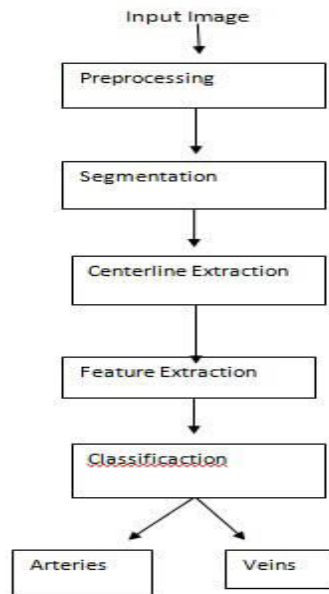 Input Image
Preprocessing
Segmentation
Centerline Extraction
Feature Extraction
Classificaction
Arteries
Veins